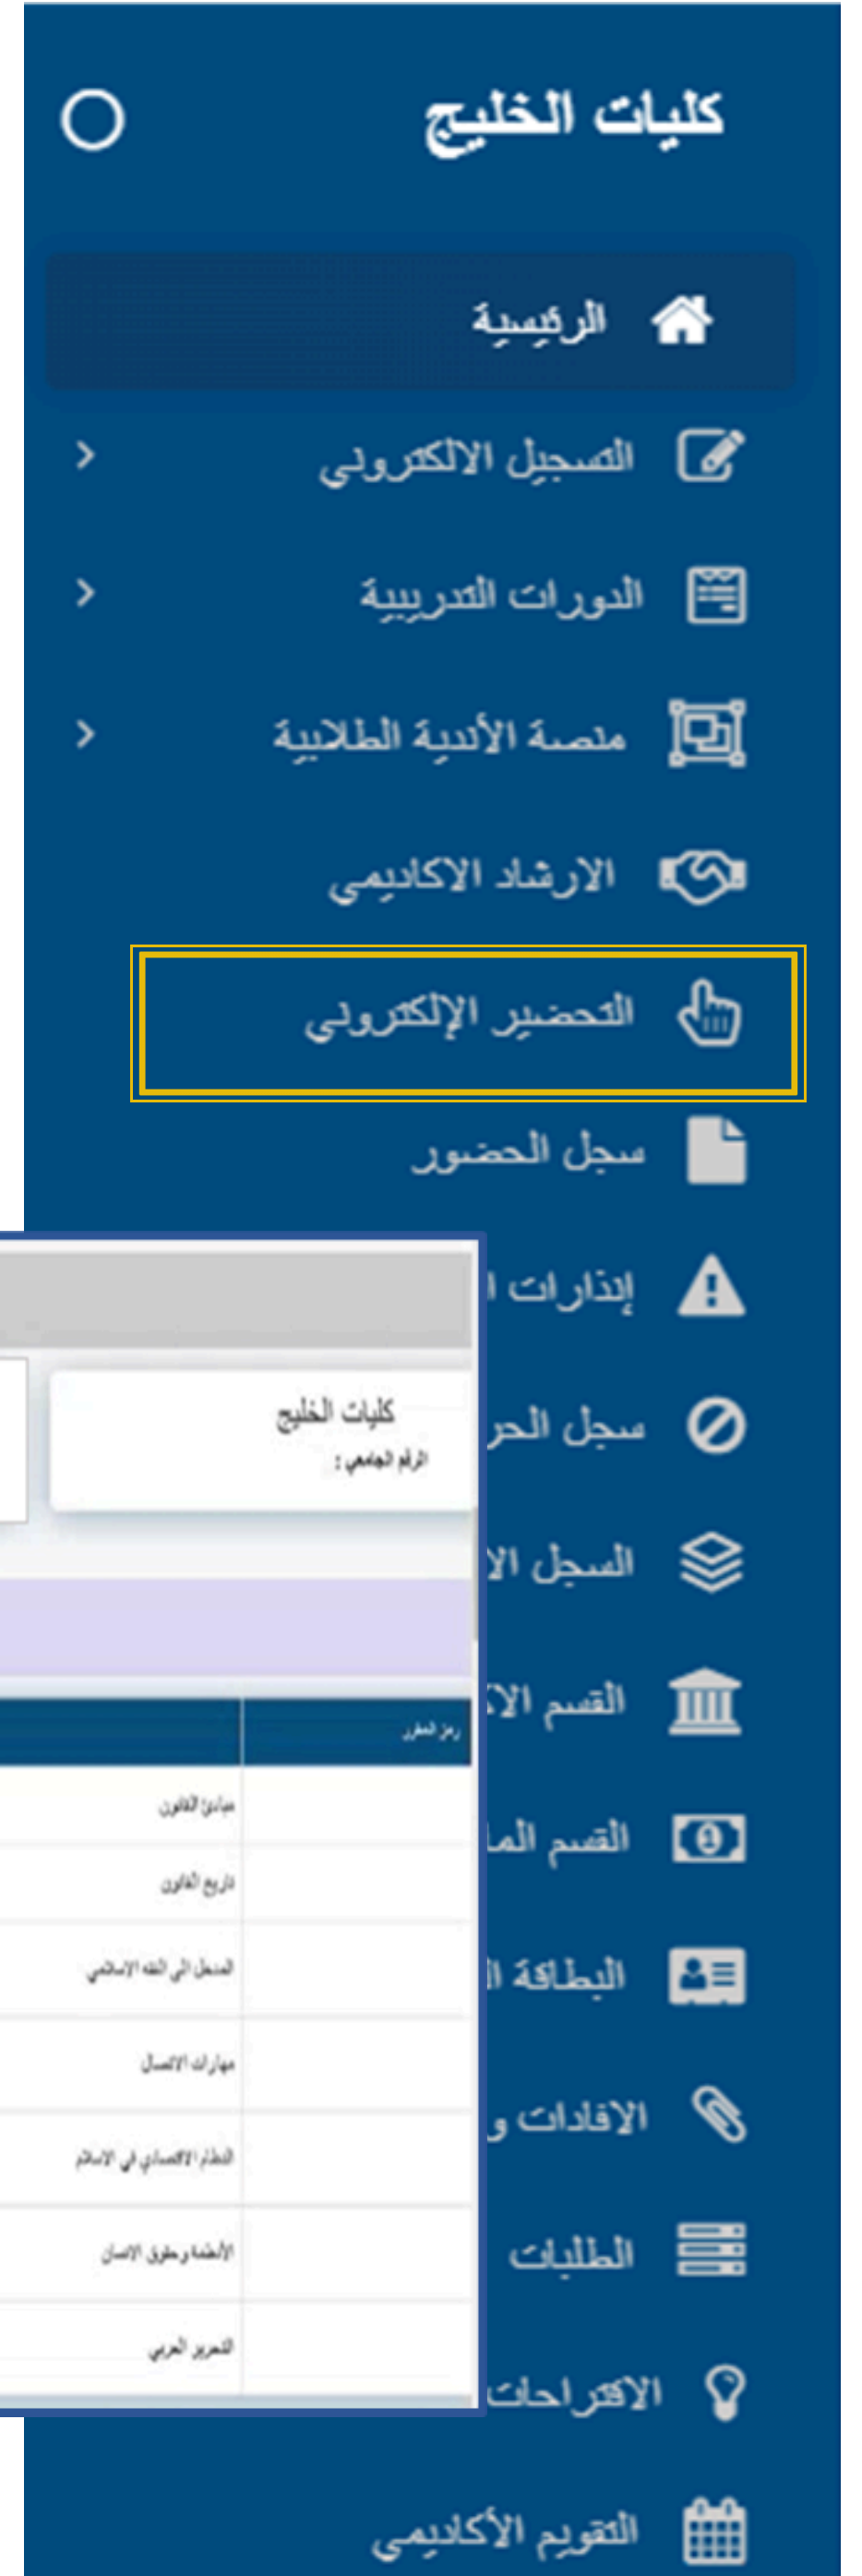 كليات الخليج
الرئيسية
التسجيل الالكتروني
الدورات التدريبية
منصة الأندية الطلابية
الارشاد الاكاديمي
التحضير الإلكتروني
سجل الحضور
إنذارات ا
سجل الحر
السجل الا
القسم الاك
القسم الما
البطاقة ا
الافادات و
الطلبات
الاقتراحات
التقويم الأكاديمي
كليات الخليج
الرقم الجامعي :
رمز المقرر
مبادئ القانون
تاريخ القانون
المدخل الى الفقه الاسلامي
مهارات الاتصال
النظام الاقتصادي في الاسلام
الأنظمة وحقوق الانسان
التحرير العربي